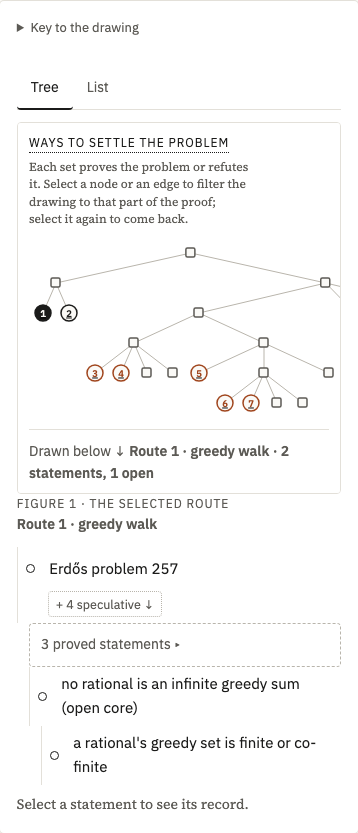 ▶ Key to the drawing
Tree List
WAYS TO SETTLE THE PROBLEM
Each set proves the problem or refutes
it. Select a node or an edge to filter the
drawing to that part of the proof;
select it again to come back.
1 2
3 4 5
6 7
Drawn below ↓ Route 1 · greedy walk · 2
statements, 1 open
FIGURE 1 · THE SELECTED ROUTE
Route 1 · greedy walk
Erdős problem 257
+ 4 speculative ↓
3 proved statements ▸
no rational is an infinite greedy sum
(open core)
a rational's greedy set is finite or co-
finite
Select a statement to see its record.